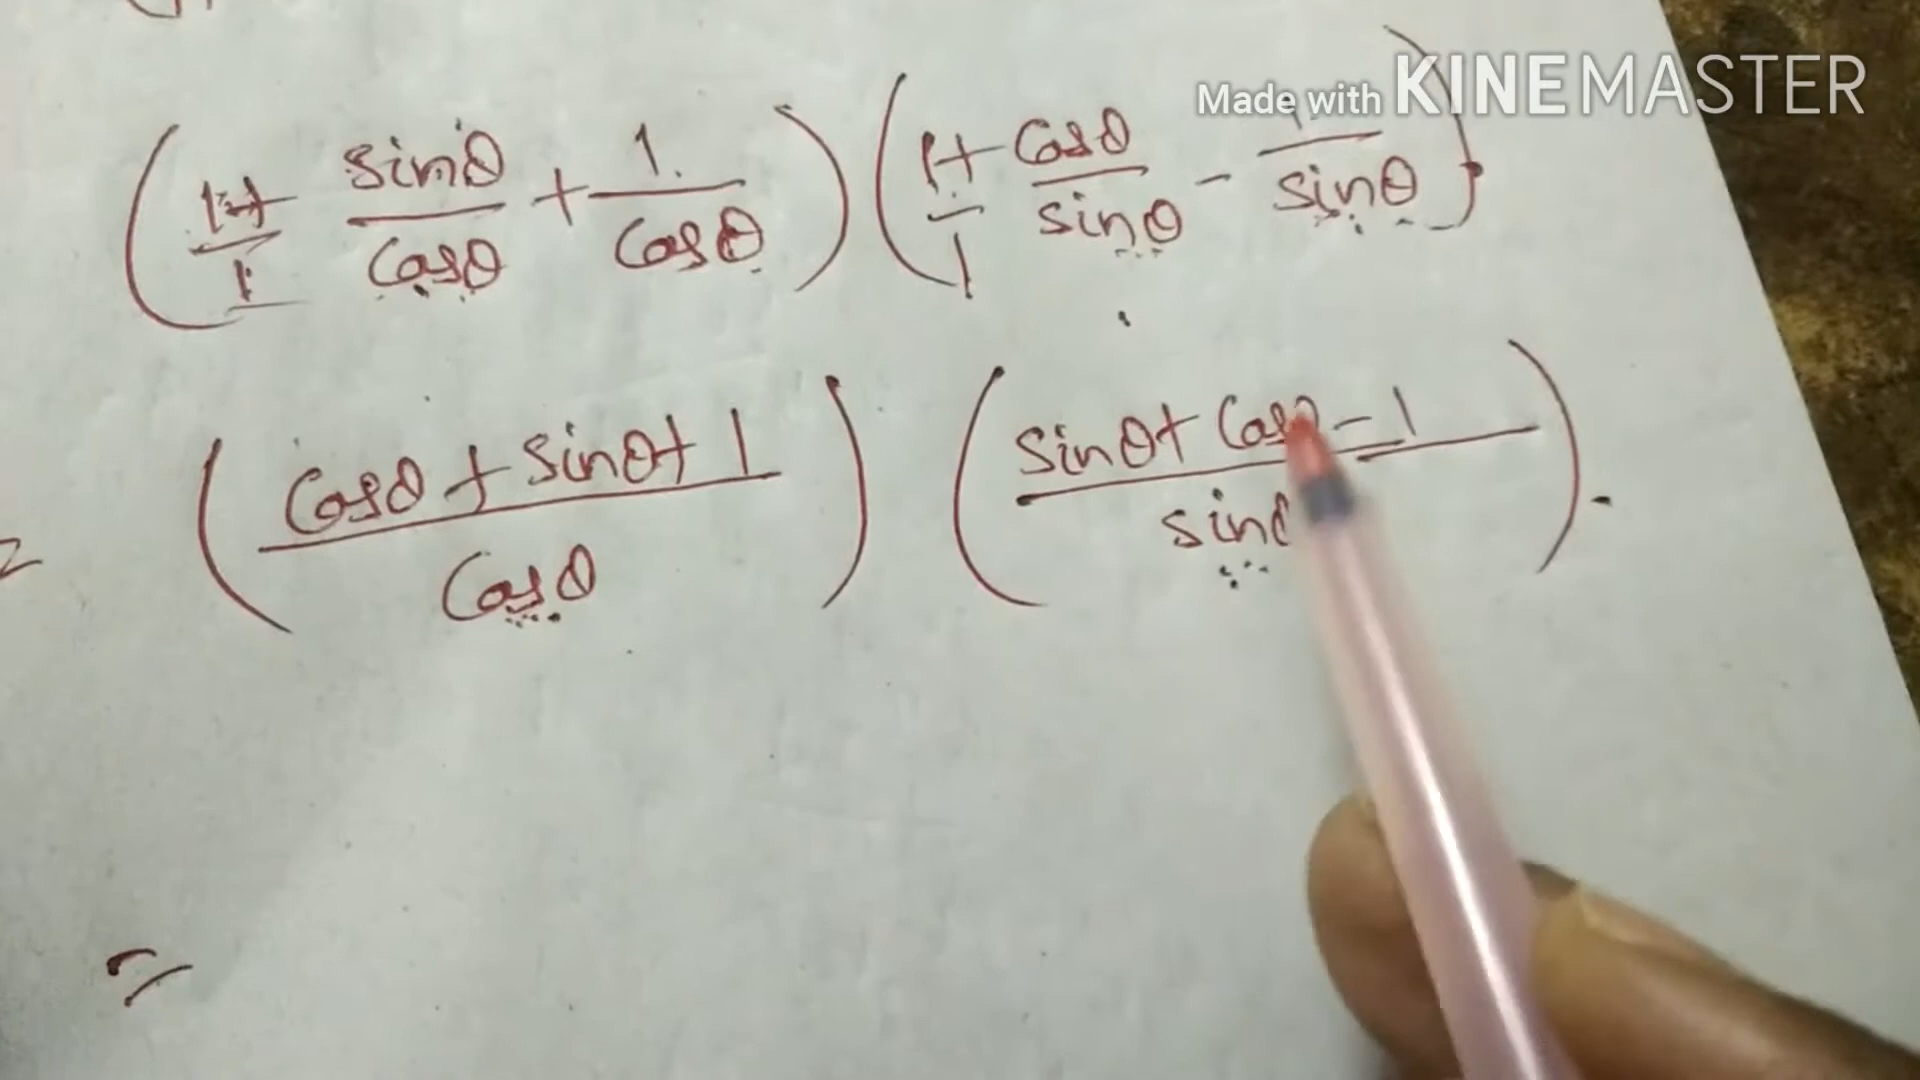 Made with KINEMASTER
(1+/1 sinθ/cosθ + 1/cosθ) (1+/1 cosθ/sinθ - 1/sinθ)
(cosθ + sinθ + 1/cosθ) (sinθ + cosθ - 1/sinθ).
=